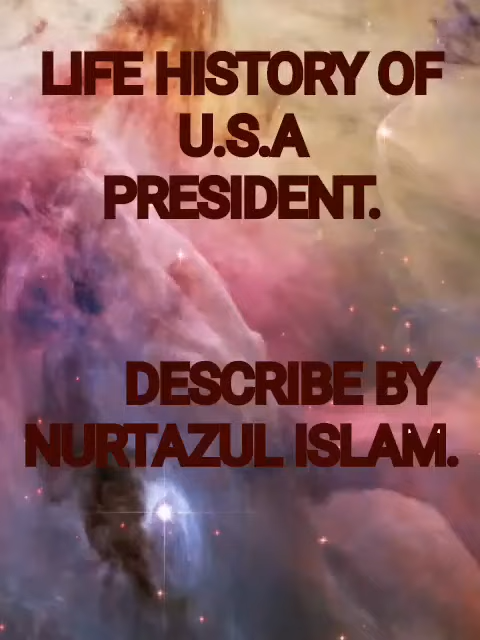 LIFE HISTORY OF
U.S.A
PRESIDENT.
DESCRIBE BY
NURTAZUL ISLAM.